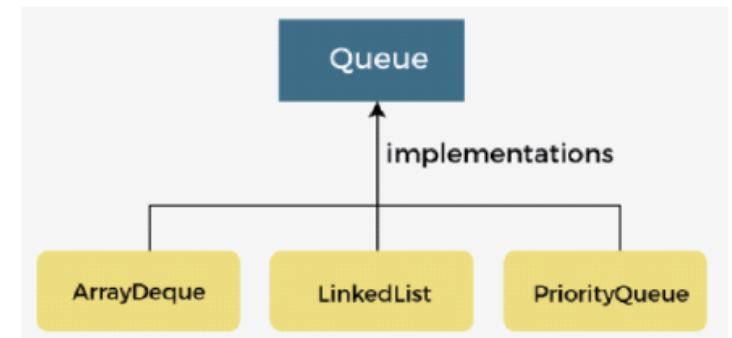 Queue
implementations
ArrayDeque
LinkedList
PriorityQueue